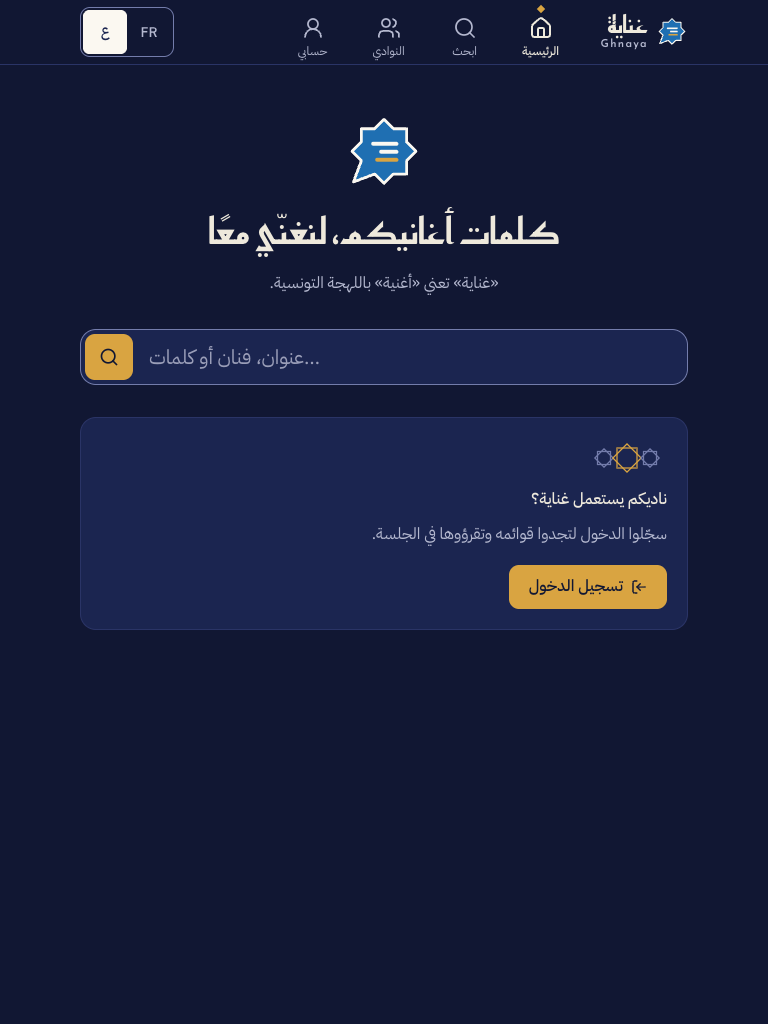 غناية
Ghnaya
الرئيسية
ابحث
النوادي
حسابي
FR
ع
كلمات أغانيكم، لنغنّي معًا
«غناية» تعني «أغنية» باللهجة التونسية.
عنوان، فنان أو كلمات...
ناديكم يستعمل غناية؟
سجّلوا الدخول لتجدوا قوائمه وتقرؤوها في الجلسة.
تسجيل الدخول